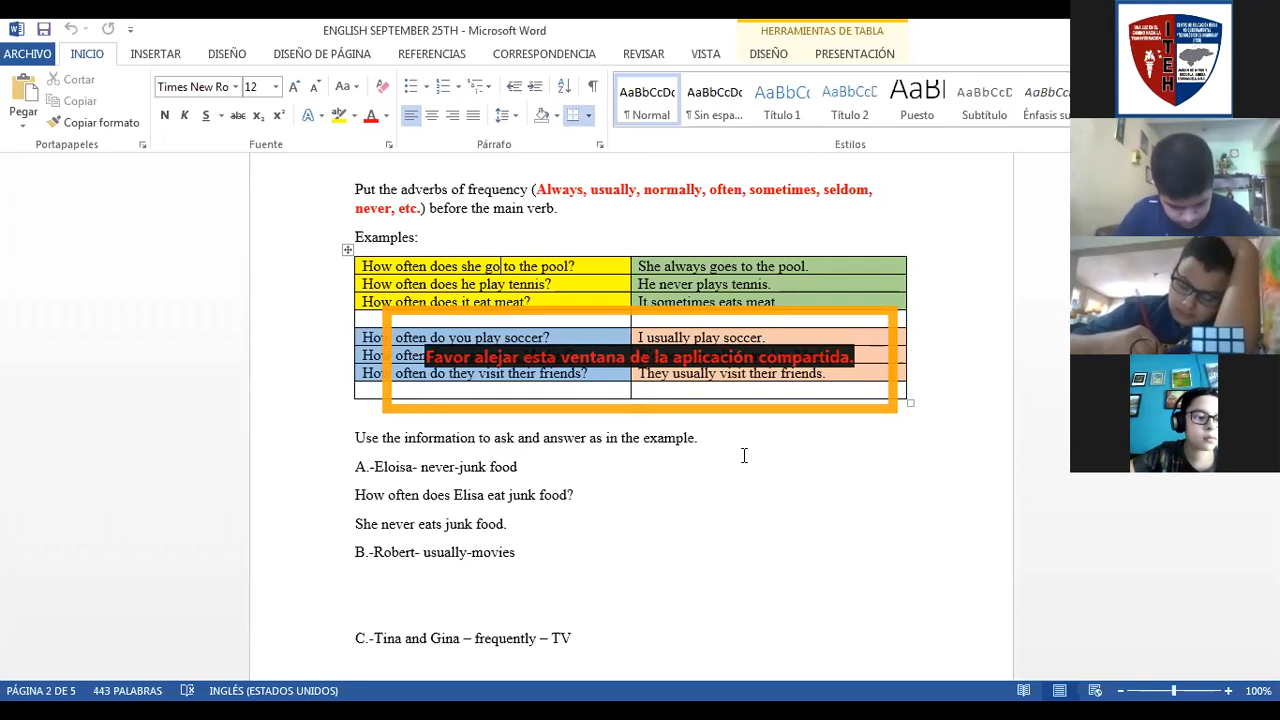 ENGLISH SEPTEMBER 25TH - Microsoft Word
HERRAMIENTAS DE TABLA
ARCHIVO INICIO INSERTAR DISEÑO DISEÑO DE PÁGINA REFERENC RRESPONDENCIA REVISAR VISTA DISEÑO PRESENTACIÓN
Pegar
Cortar
Copiar
Copiar formato
Times New Ro 12
AaBbCcDc AaBbCcDc AaBbCcD AaBbCcD AaBl AaBbCcD AaBbCcDc
¶ Normal ¶ Sin espa... Título 1 Título 2 Puesto Subtítulo Énfasis su
Portapapeles Fuente Párrafo Estilos
ITEH
Put the adverbs of frequency (Always, usually, normally, often, sometimes, seldom,
never, etc.) before the main verb.
Examples:
How often does she go to the pool? She always goes to the pool.
How often does he play tennis? He never plays tennis.
How often does it eat meat? It sometimes eats meat.
How often do you play soccer? I usually play soccer.
How often
Favor alejar esta ventana de la aplicación compartida.
How often do they visit their friends? They usually visit their friends.
Use the information to ask and answer as in the example.
A.-Eloisa- never-junk food
How often does Elisa eat junk food?
She never eats junk food.
B.-Robert- usually-movies
C.-Tina and Gina – frequently – TV
PÁGINA 2 DE 5 443 PALABRAS INGLÉS (ESTADOS UNIDOS) 100%